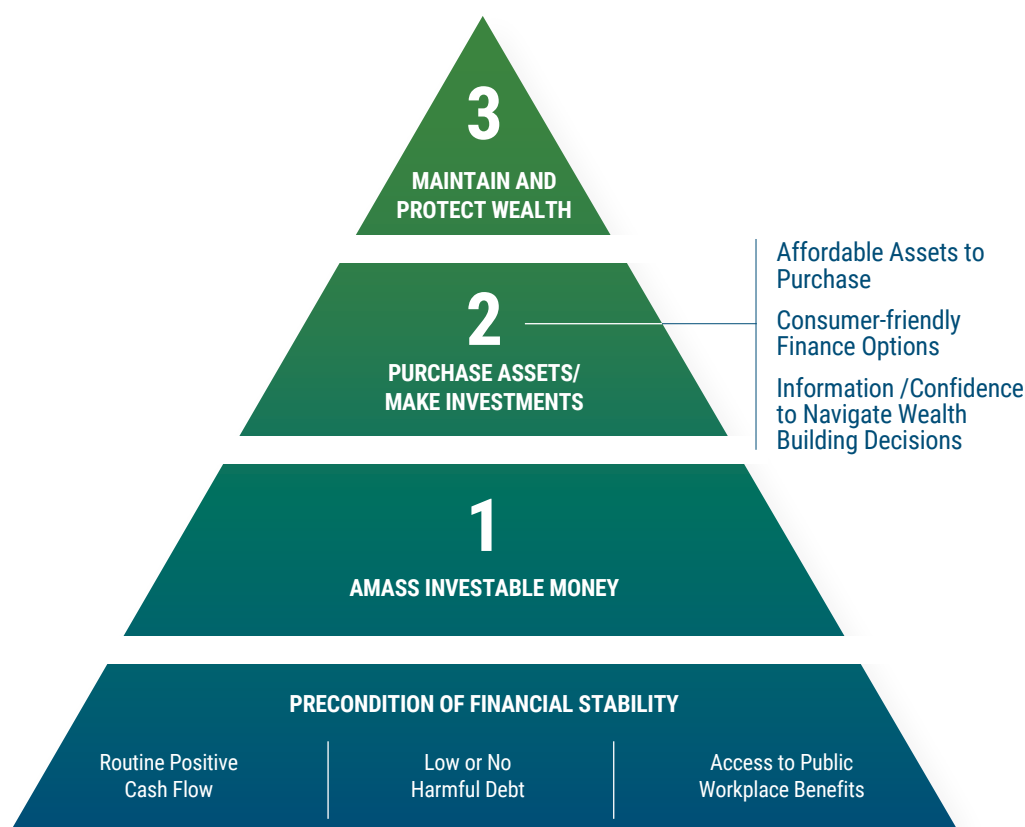 3
MAINTAIN AND
PROTECT WEALTH
2
PURCHASE ASSETS/
MAKE INVESTMENTS
Affordable Assets to
Purchase
Consumer-friendly
Finance Options
Information /Confidence
to Navigate Wealth
Building Decisions
1
AMASS INVESTABLE MONEY
PRECONDITION OF FINANCIAL STABILITY
Routine Positive
Cash Flow
Low or No
Harmful Debt
Access to Public
Workplace Benefits